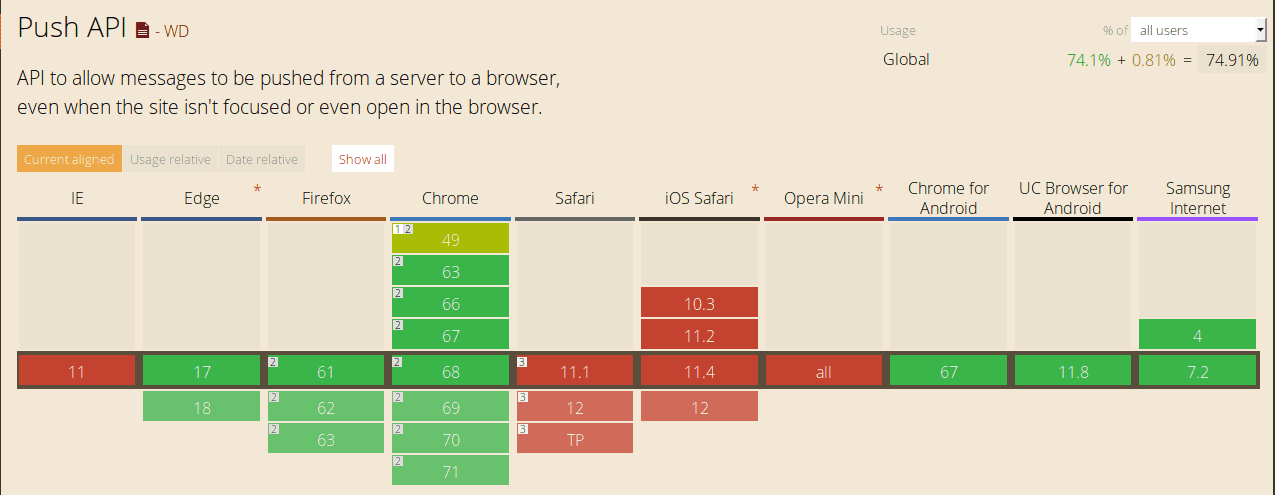 Push API - WD
Usage % of all users
Global 74.1% + 0.81% = 74.91%
API to allow messages to be pushed from a server to a browser,
even when the site isn't focused or even open in the browser.
Current aligned Usage relative Date relative Show all
IE Edge * Firefox Chrome Safari iOS Safari * Opera Mini * Chrome for Android UC Browser for Android Samsung Internet
1 2 49
2 63
2 66 10.3
2 67 11.2 4
11 17 2 61 2 68 3 11.1 11.4 all 67 11.8 7.2
18 2 62 2 69 3 12 12
2 63 2 70 3 TP
2 71